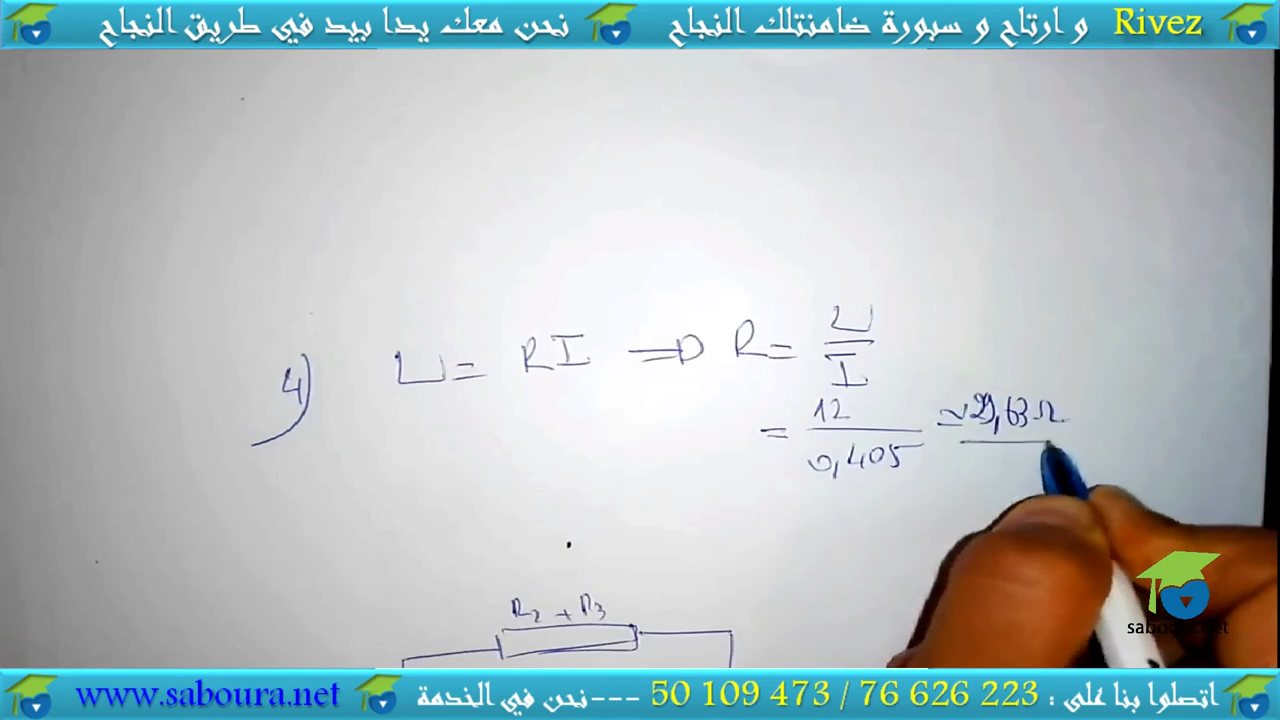 Rivez و ارتاح و سبورة ضامنتلك النجاح نحن معك يدا بيد في طريق النجاح
4) U = RI ⇒ R = U/I
= 12/0,405 ≃ 29,63 Ω
R2 + R3
saboura.net
اتصلوا بنا على : 223 626 76 / 473 109 50 ---نحن في الخدمة www.saboura.net